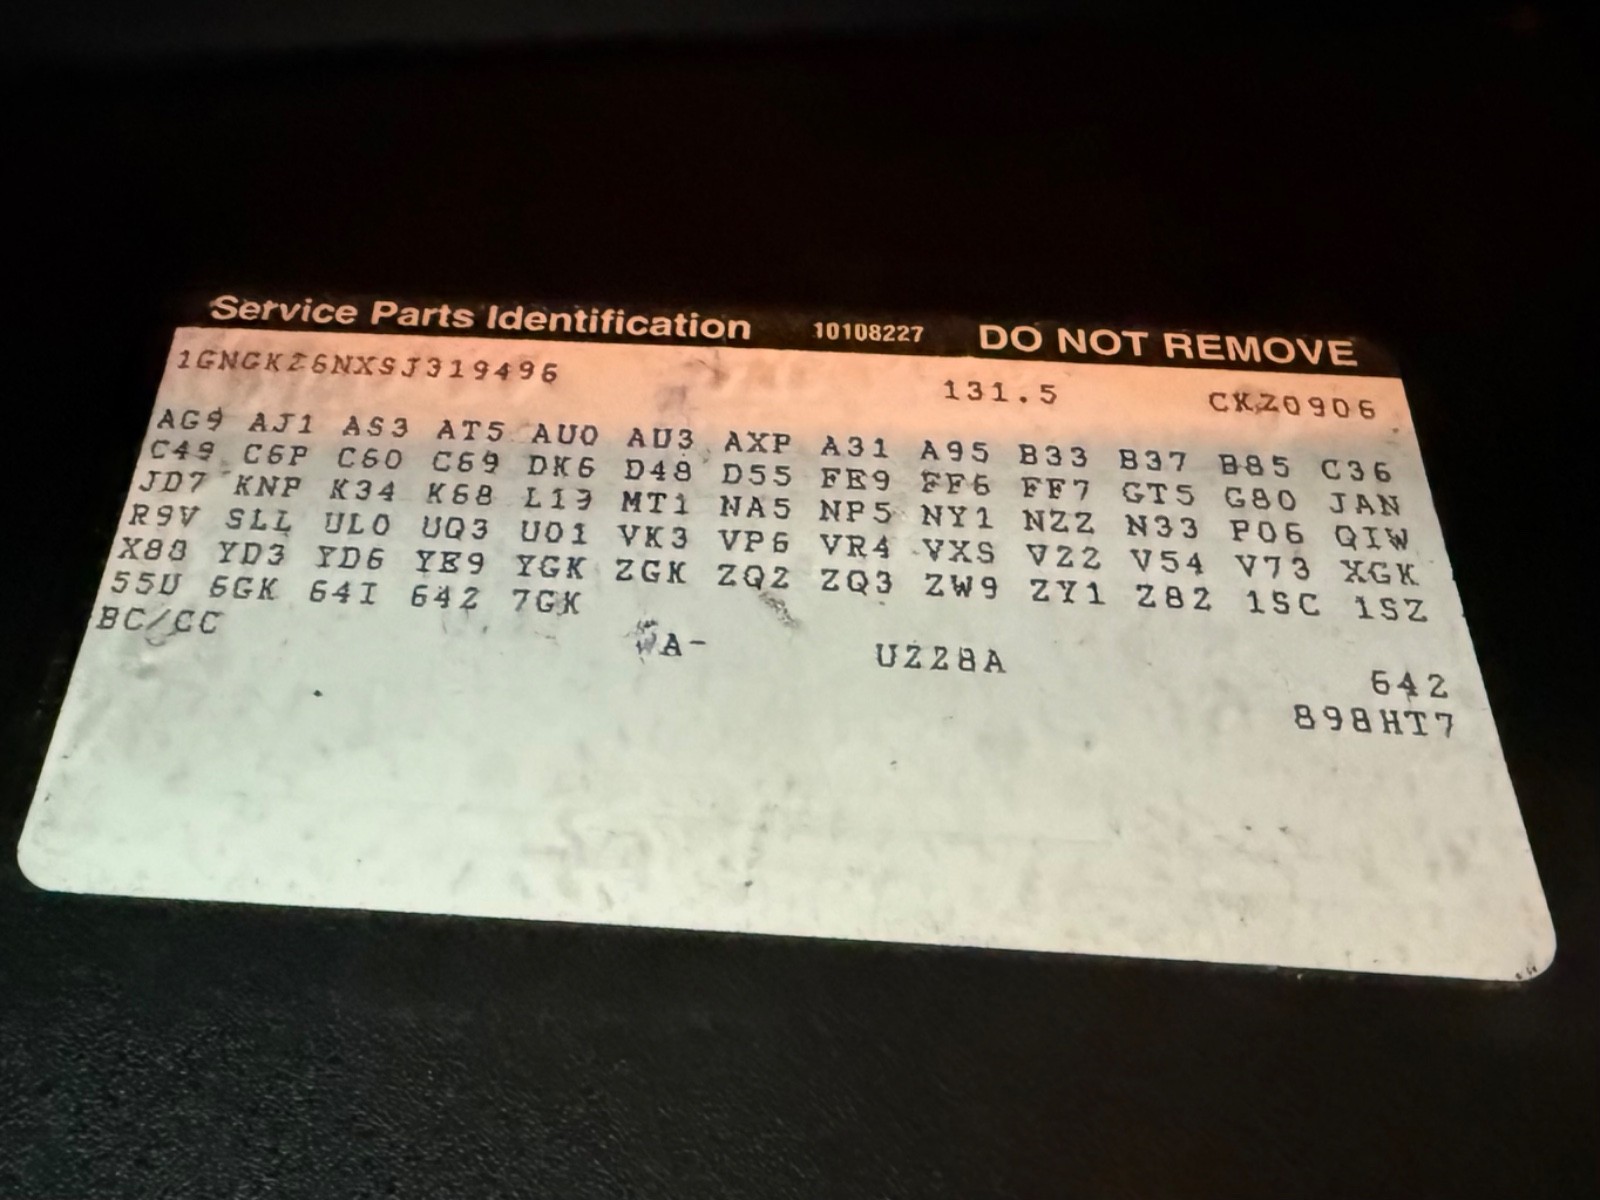 Service Parts Identification 10108227 DO NOT REMOVE
1GNGK26NXSJ319496 131.5 CK20906
AG9 AJ1 AS3 AT5 AU0 AU3 AXP A31 A95 B33 B37 B85 C36
C49 C6P C60 C69 DK6 D48 D55 FE9 FF6 FF7 GT5 G80 JAN
JD7 KNP K34 K68 L19 MT1 NA5 NP5 NY1 NZZ N33 P06 QIW
R9V SLL UL0 UQ3 U01 VK3 VP6 VR4 VXS V22 V54 V73 XGK
X88 YD3 YD6 YE9 YGK ZGK ZQ2 ZQ3 ZW9 ZY1 Z82 1SC 1SZ
55U 6GK 64I 642 7GK
BC/CC WA- U228A 642
898HT7